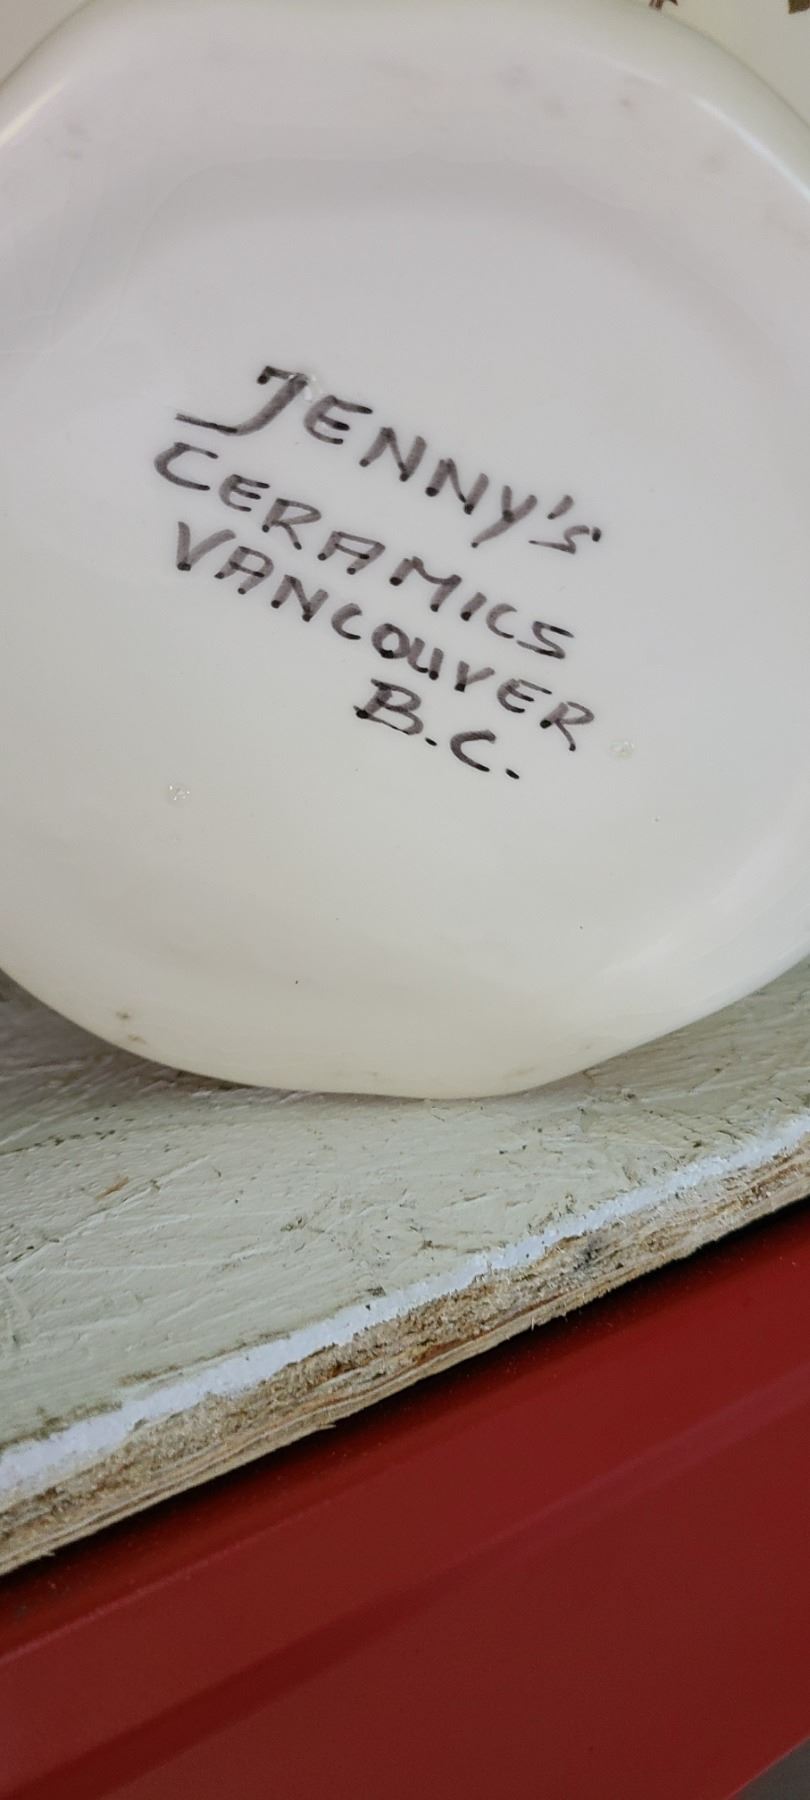 JENNY'S
CERAMICS
VANCOUVER
B.C.